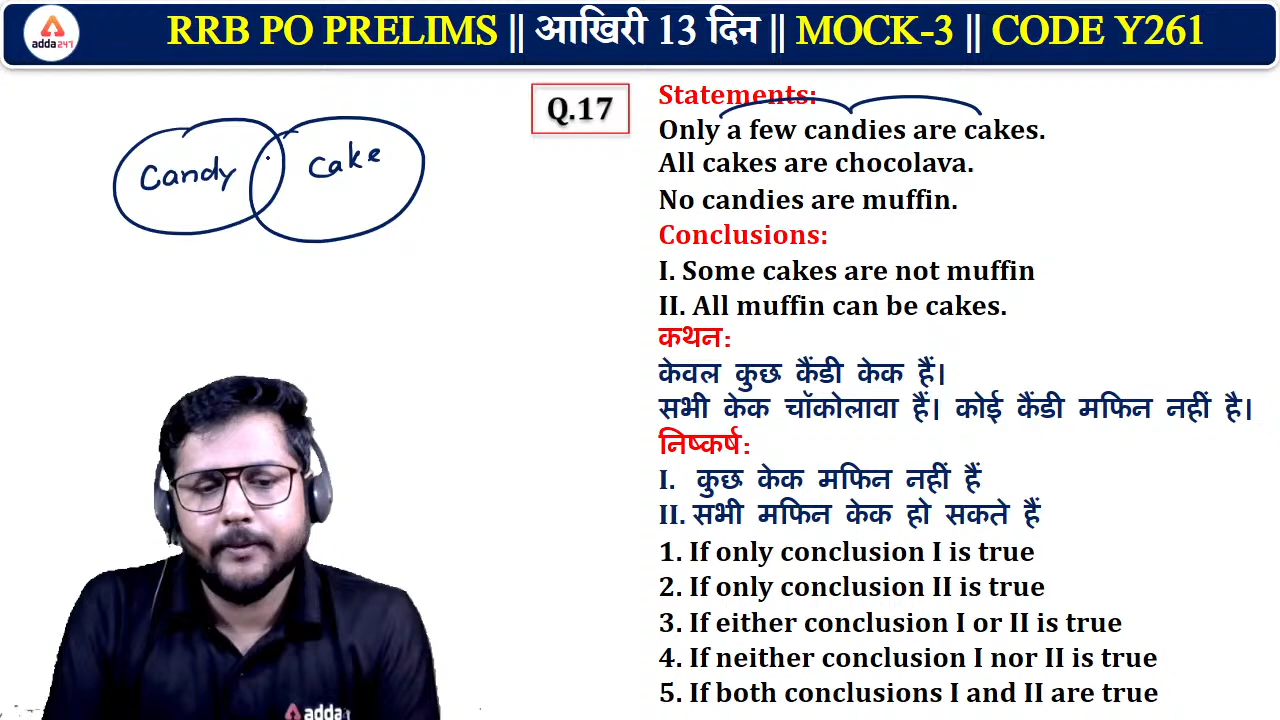 adda247
RRB PO PRELIMS || आखिरी 13 दिन || MOCK-3 || CODE Y261
Candy
Cake
Q.17
Statements:
Only a few candies are cakes.
All cakes are chocolava.
No candies are muffin.
Conclusions:
I. Some cakes are not muffin
II. All muffin can be cakes.
कथन:
केवल कुछ कैंडी केक हैं।
सभी केक चॉकोलावा हैं। कोई कैंडी मफिन नहीं है।
निष्कर्ष:
I. कुछ केक मफिन नहीं हैं
II. सभी मफिन केक हो सकते हैं
1. If only conclusion I is true
2. If only conclusion II is true
3. If either conclusion I or II is true
4. If neither conclusion I nor II is true
5. If both conclusions I and II are true
adda